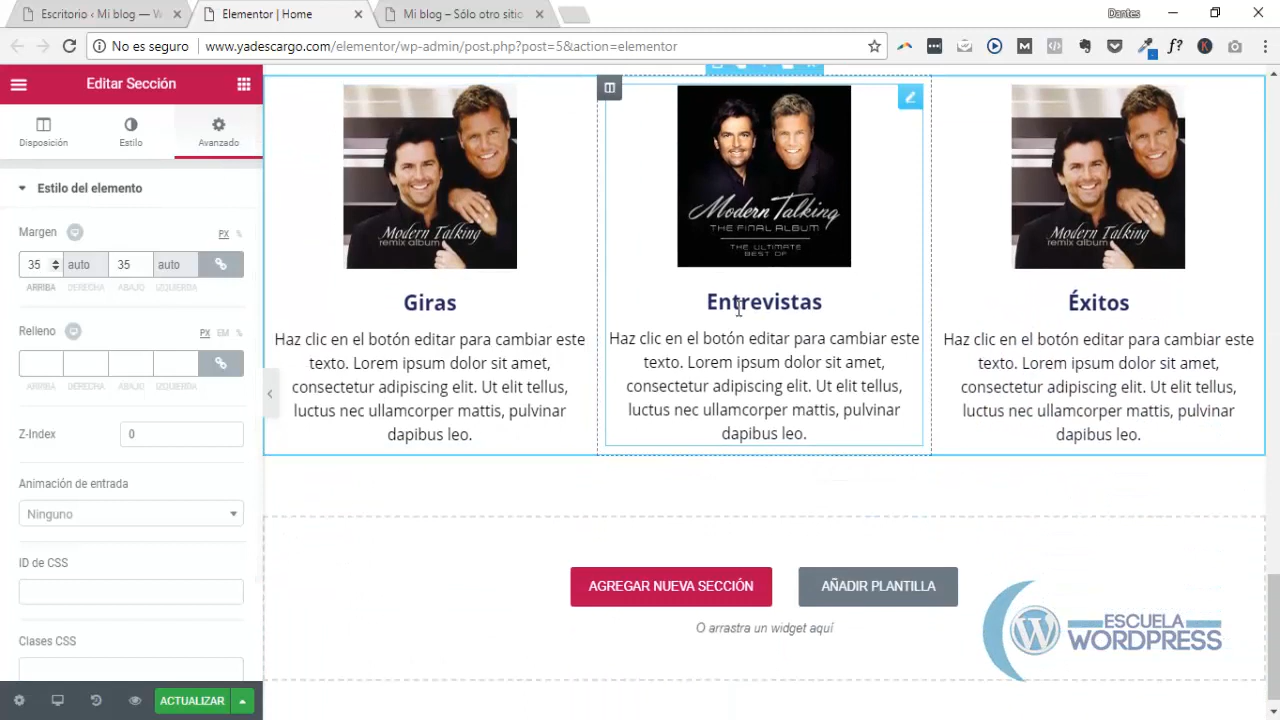 Escritorio ‹ Mi blog — W
Elementor | Home
Mi blog – Sólo otro sitio
Dantes
No es seguro
www.yadescargo.com/elementor/wp-admin/post.php?post=5&action=elementor
Editar Sección
Disposición
Estilo
Avanzado
Estilo del elemento
Margen
PX %
35 auto 35 auto
ARRIBA DERECHA ABAJO IZQUIERDA
Relleno
PX EM %
ARRIBA DERECHA ABAJO IZQUIERDA
Z-Index
0
Animación de entrada
Ninguno
ID de CSS
Clases CSS
ACTUALIZAR
Modern Talking
remix album
Giras
Haz clic en el botón editar para cambiar este
texto. Lorem ipsum dolor sit amet,
consectetur adipiscing elit. Ut elit tellus,
luctus nec ullamcorper mattis, pulvinar
dapibus leo.
Modern Talking
THE FINAL ALBUM
THE ULTIMATE
BEST OF
Entrevistas
Haz clic en el botón editar para cambiar este
texto. Lorem ipsum dolor sit amet,
consectetur adipiscing elit. Ut elit tellus,
luctus nec ullamcorper mattis, pulvinar
dapibus leo.
Modern Talking
remix album
Éxitos
Haz clic en el botón editar para cambiar este
texto. Lorem ipsum dolor sit amet,
consectetur adipiscing elit. Ut elit tellus,
luctus nec ullamcorper mattis, pulvinar
dapibus leo.
AGREGAR NUEVA SECCIÓN
AÑADIR PLANTILLA
O arrastra un widget aquí
ESCUELA
WORDPRESS